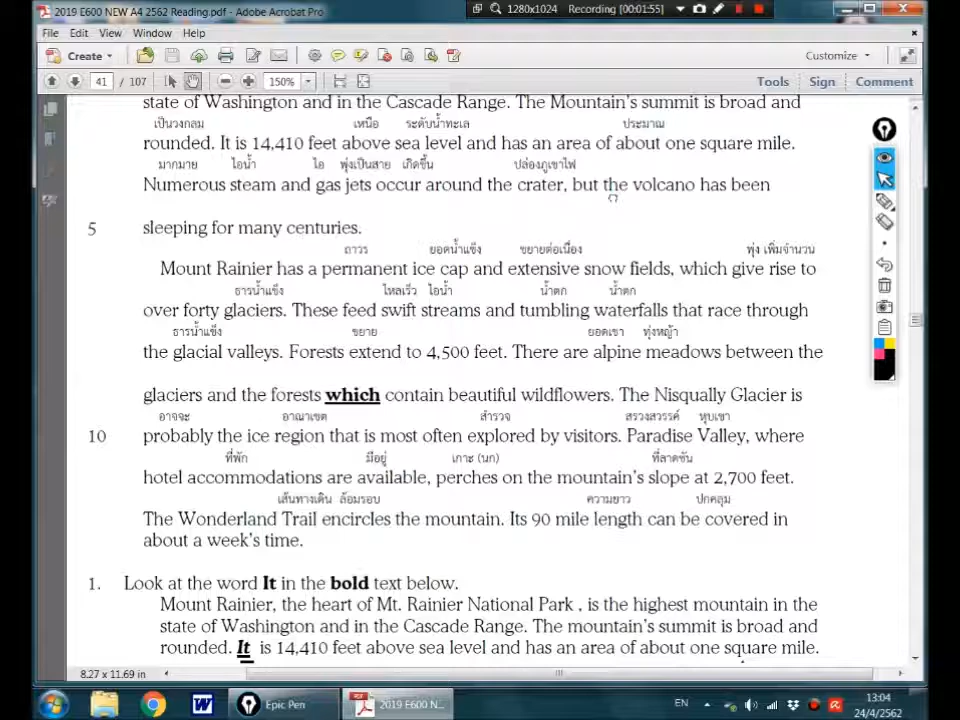 2019 E600 NEW A4 2562 Reading.pdf - Adobe Acrobat Pro
1280x1024 Recording [00:01:55]
File Edit View Window Help
Create Customize
41 / 107 150% Tools Sign Comment
state of Washington and in the Cascade Range. The Mountain's summit is broad and
เป็นวงกลม เหนือ ระดับน้ำทะเล ประมาณ
rounded. It is 14,410 feet above sea level and has an area of about one square mile.
มากมาย ไอน้ำ ไอ พุ่งเป็นสาย เกิดขึ้น ปล่องภูเขาไฟ
Numerous steam and gas jets occur around the crater, but the volcano has been
5 sleeping for many centuries.
ถาวร ยอดน้ำแข็ง ขยายต่อเนื่อง พุ่ง เพิ่มจำนวน
Mount Rainier has a permanent ice cap and extensive snow fields, which give rise to
ธารน้ำแข็ง ไหลเร็ว ไอน้ำ น้ำตก น้ำตก
over forty glaciers. These feed swift streams and tumbling waterfalls that race through
ธารน้ำแข็ง ขยาย ยอดเขา ทุ่งหญ้า
the glacial valleys. Forests extend to 4,500 feet. There are alpine meadows between the
glaciers and the forests which contain beautiful wildflowers. The Nisqually Glacier is
อาจจะ อาณาเขต สำรวจ สรวงสวรรค์ หุบเขา
10 probably the ice region that is most often explored by visitors. Paradise Valley, where
ที่พัก มีอยู่ เกาะ (นก) ที่ลาดชัน
hotel accommodations are available, perches on the mountain's slope at 2,700 feet.
เส้นทางเดิน ล้อมรอบ ความยาว ปกคลุม
The Wonderland Trail encircles the mountain. Its 90 mile length can be covered in
about a week's time.
1. Look at the word It in the bold text below.
Mount Rainier, the heart of Mt. Rainier National Park , is the highest mountain in the
state of Washington and in the Cascade Range. The mountain's summit is broad and
rounded. It is 14,410 feet above sea level and has an area of about one square mile.
8.27 x 11.69 in
Epic Pen 2019 E600 N... EN 13:04
24/4/2562